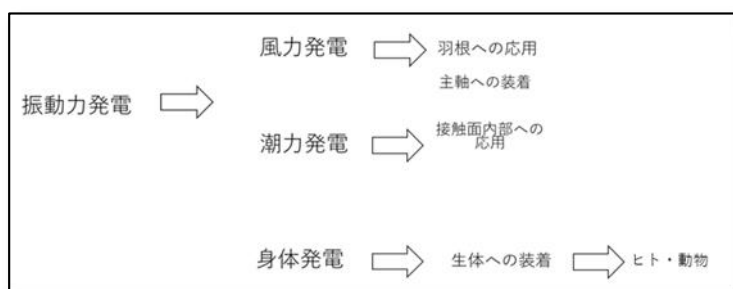 風力発電
羽根への応用
主軸への装着
振動力発電
潮力発電
接触面内部への
応用
身体発電
生体への装着
ヒト・動物